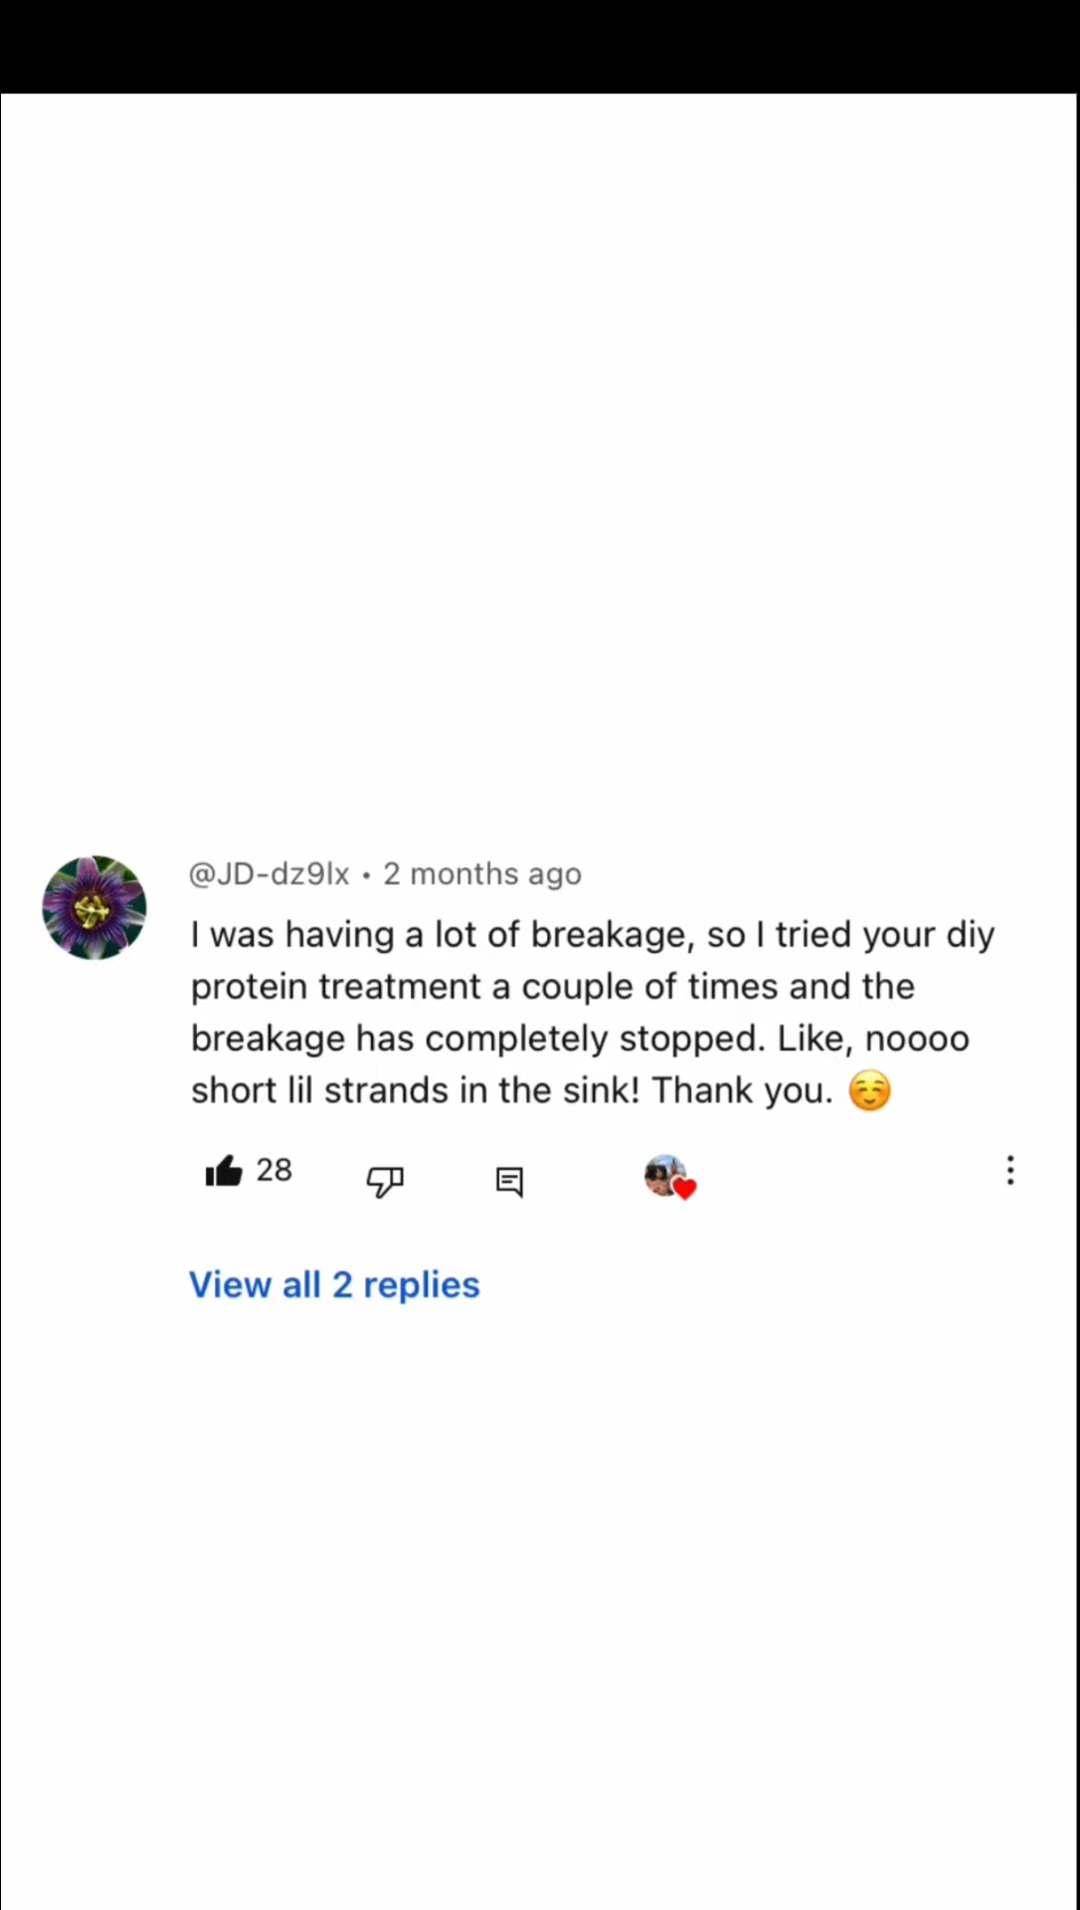 @JD-dz9lx • 2 months ago
I was having a lot of breakage, so I tried your diy
protein treatment a couple of times and the
breakage has completely stopped. Like, noooo
short lil strands in the sink! Thank you. ☺️
28
View all 2 replies